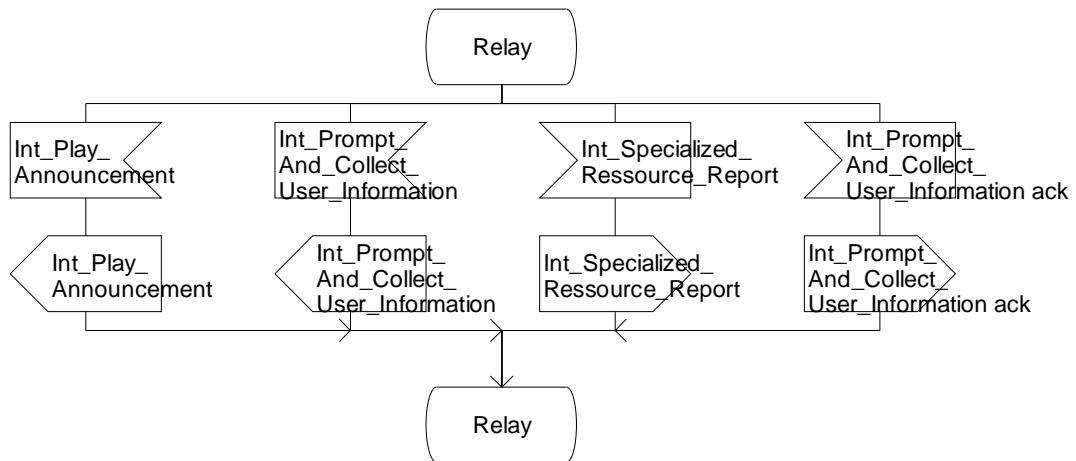 Relay
Int_Play_
Announcement
Int_Prompt_
And_Collect_
User_Information
Int_Specialized_
Ressource_Report
Int_Prompt_
And_Collect_
User_Information ack
Int_Play_
Announcement
Int_Prompt_
And_Collect_
User_Information
Int_Specialized_
Ressource_Report
Int_Prompt_
And_Collect_
User_Information ack
Relay